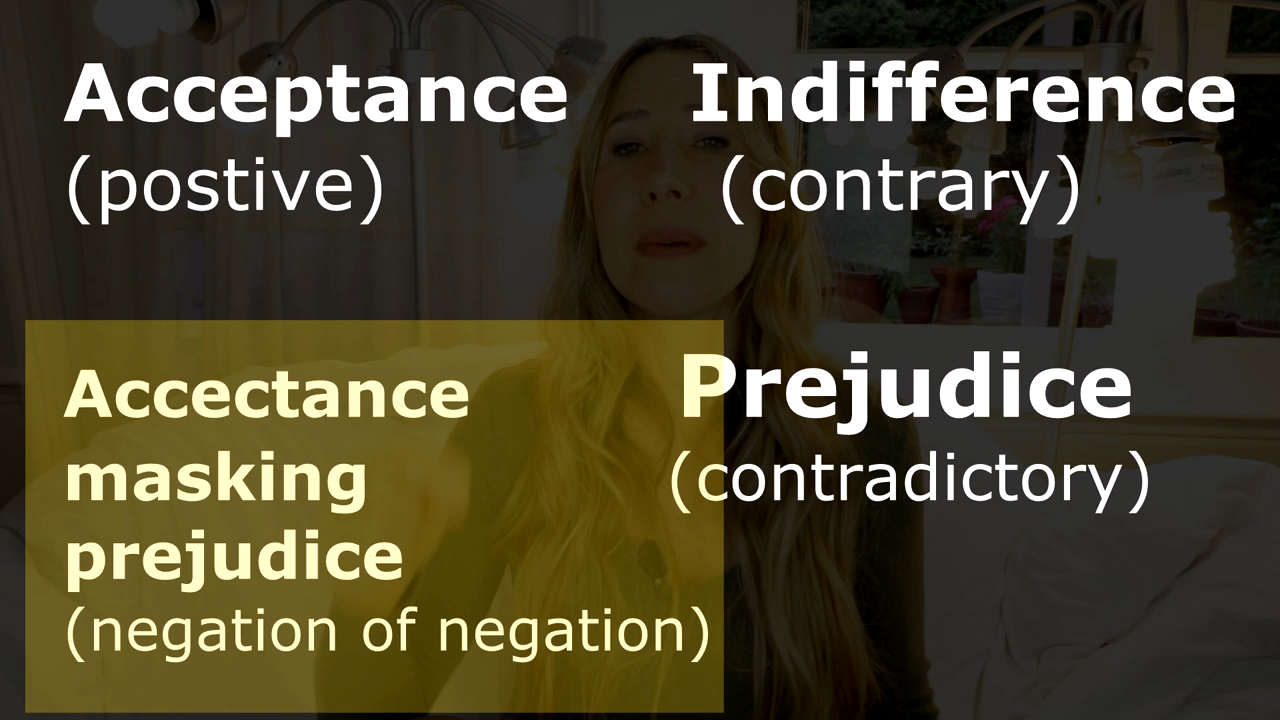 Acceptance
(postive)
Indifference
(contrary)
Accectance
masking
prejudice
(negation of negation)
Prejudice
(contradictory)